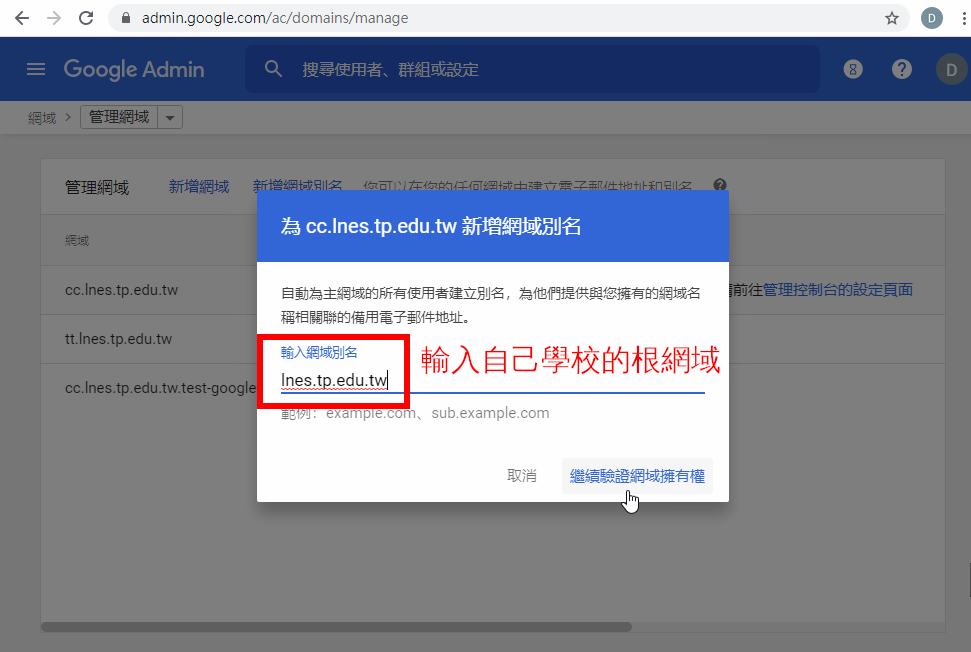 admin.google.com/ac/domains/manage
D
Google Admin
搜尋使用者、群組或設定
D
網域
管理網域
管理網域
新增網域
新增網域別名
您可以在您的任何網域中建立電子郵件地址和別名
為 cc.lnes.tp.edu.tw 新增網域別名
網域
自動為主網域的所有使用者建立別名，為他們提供與您擁有的網域名
稱相關聯的備用電子郵件地址。
cc.lnes.tp.edu.tw
前往管理控制台的設定頁面
tt.lnes.tp.edu.tw
輸入網域別名
輸入自己學校的根網域
lnes.tp.edu.tw
cc.lnes.tp.edu.tw.test-google
範例：example.com、sub.example.com
取消
繼續驗證網域擁有權